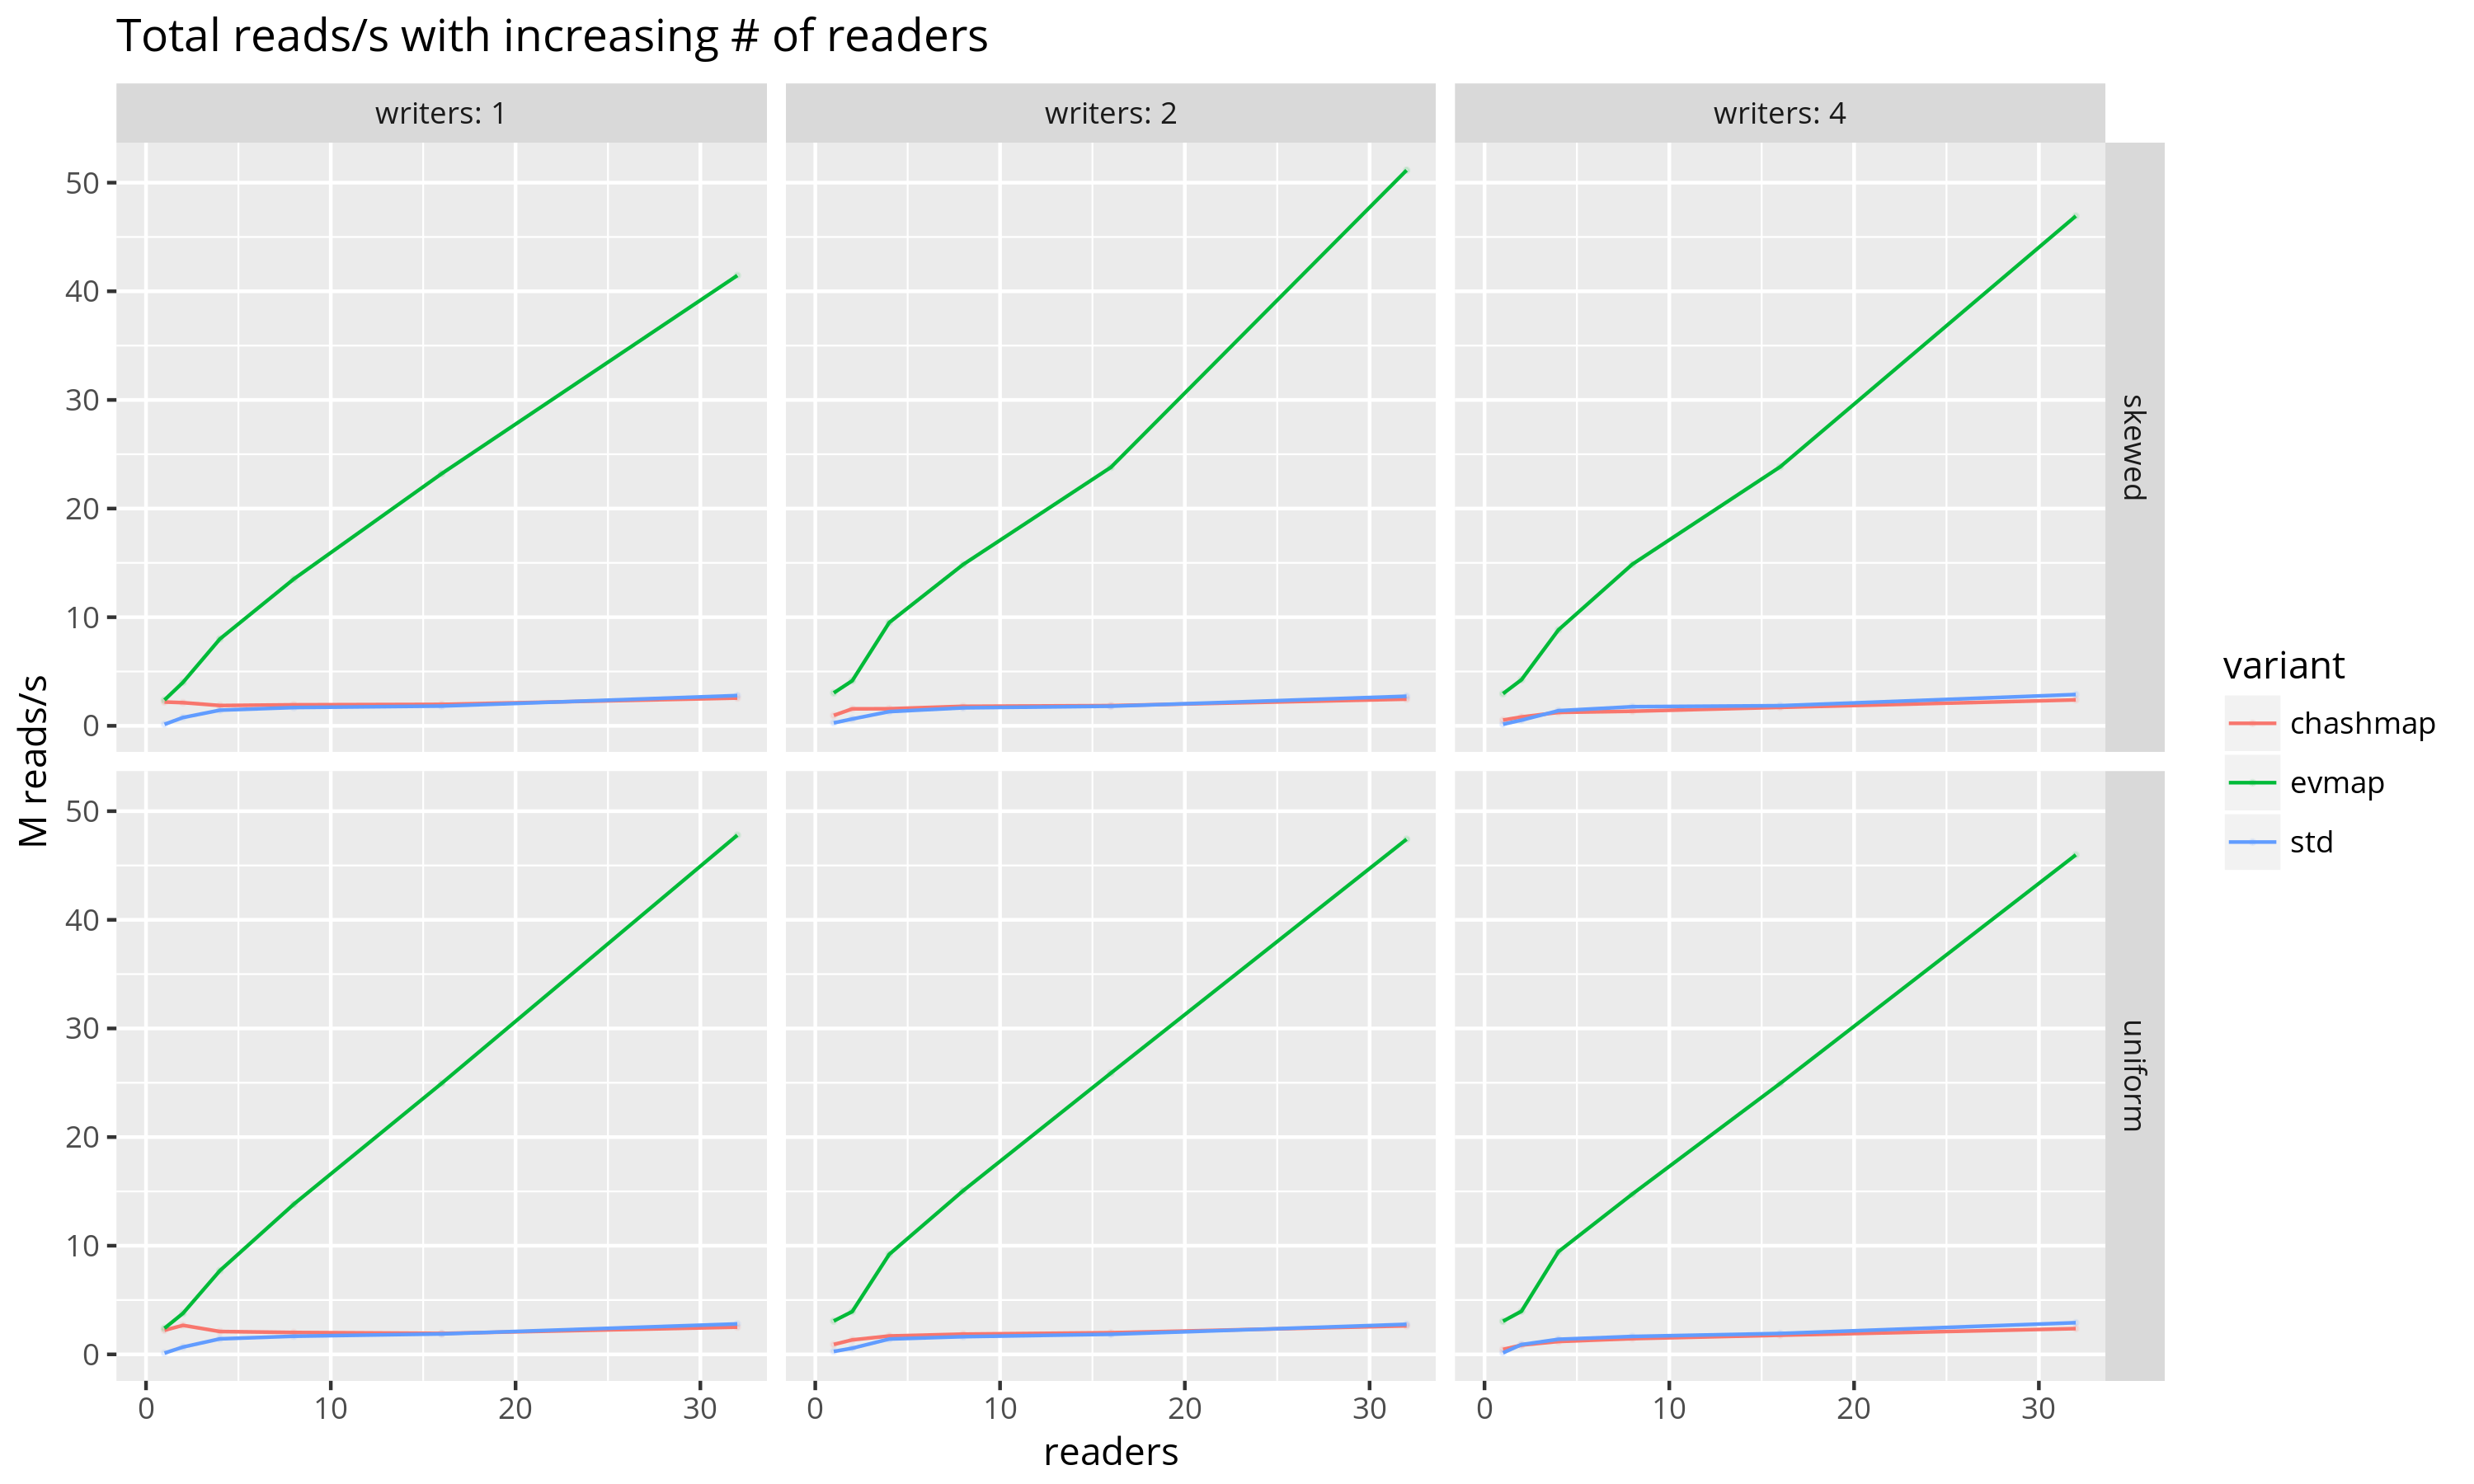 Total reads/s with increasing # of readers
writers: 1
writers: 2
writers: 4
50
40
30
20
10
0
skewed
M reads/s
50
40
30
20
10
0
uniform
0 10 20 30
0 10 20 30
0 10 20 30
readers
variant
chashmap
evmap
std